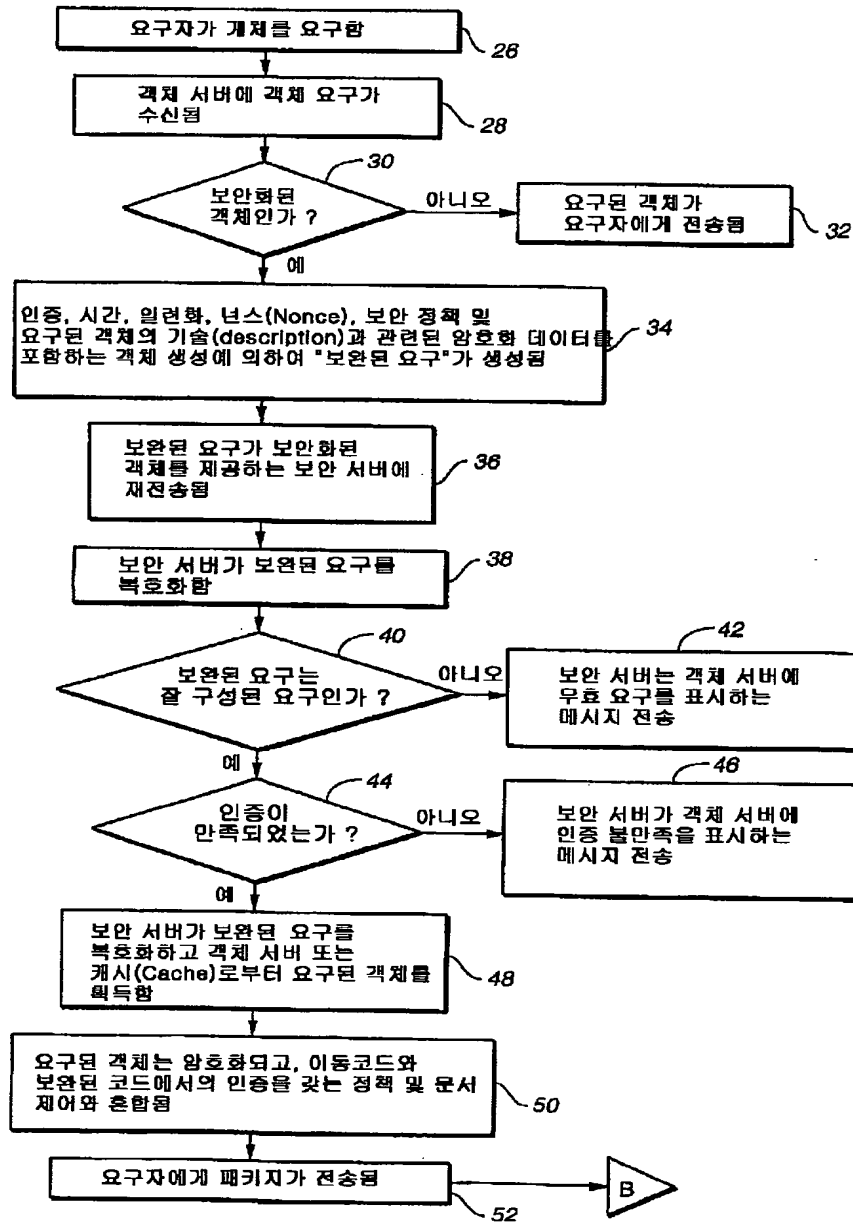 요구자가 개체를 요구함
26
객체 서버에 객체 요구가
수신됨
28
30
보안화된
객체인가 ?
아니오
요구된 객체가
요구자에게 전송됨
32
예
인증, 시간, 일련화, 넌스(Nonce), 보안 정책 및
요구된 객체의 기술(description)과 관련된 암호화 데이터를
포함하는 객체 생성에 의하여 "보완된 요구"가 생성됨
34
보완된 요구가 보안화된
객체를 제공하는 보안 서버에
재전송됨
36
보안 서버가 보완된 요구를
복호화함
38
40
보완된 요구는
잘 구성된 요구인가 ?
아니오
42
보안 서버는 객체 서버에
무효 요구를 표시하는
메시지 전송
예
44
인증이
만족되었는가 ?
아니오
46
보안 서버가 객체 서버에
인증 불만족을 표시하는
메시지 전송
예
보안 서버가 보완된 요구를
복호화하고 객체 서버 또는
캐시(Cache)로부터 요구된 객체를
획득함
48
요구된 객체는 암호화되고, 이동코드와
보완된 코드에서의 인증을 갖는 정책 및 문서
제어와 혼합됨
50
요구자에게 패키지가 전송됨
52
B